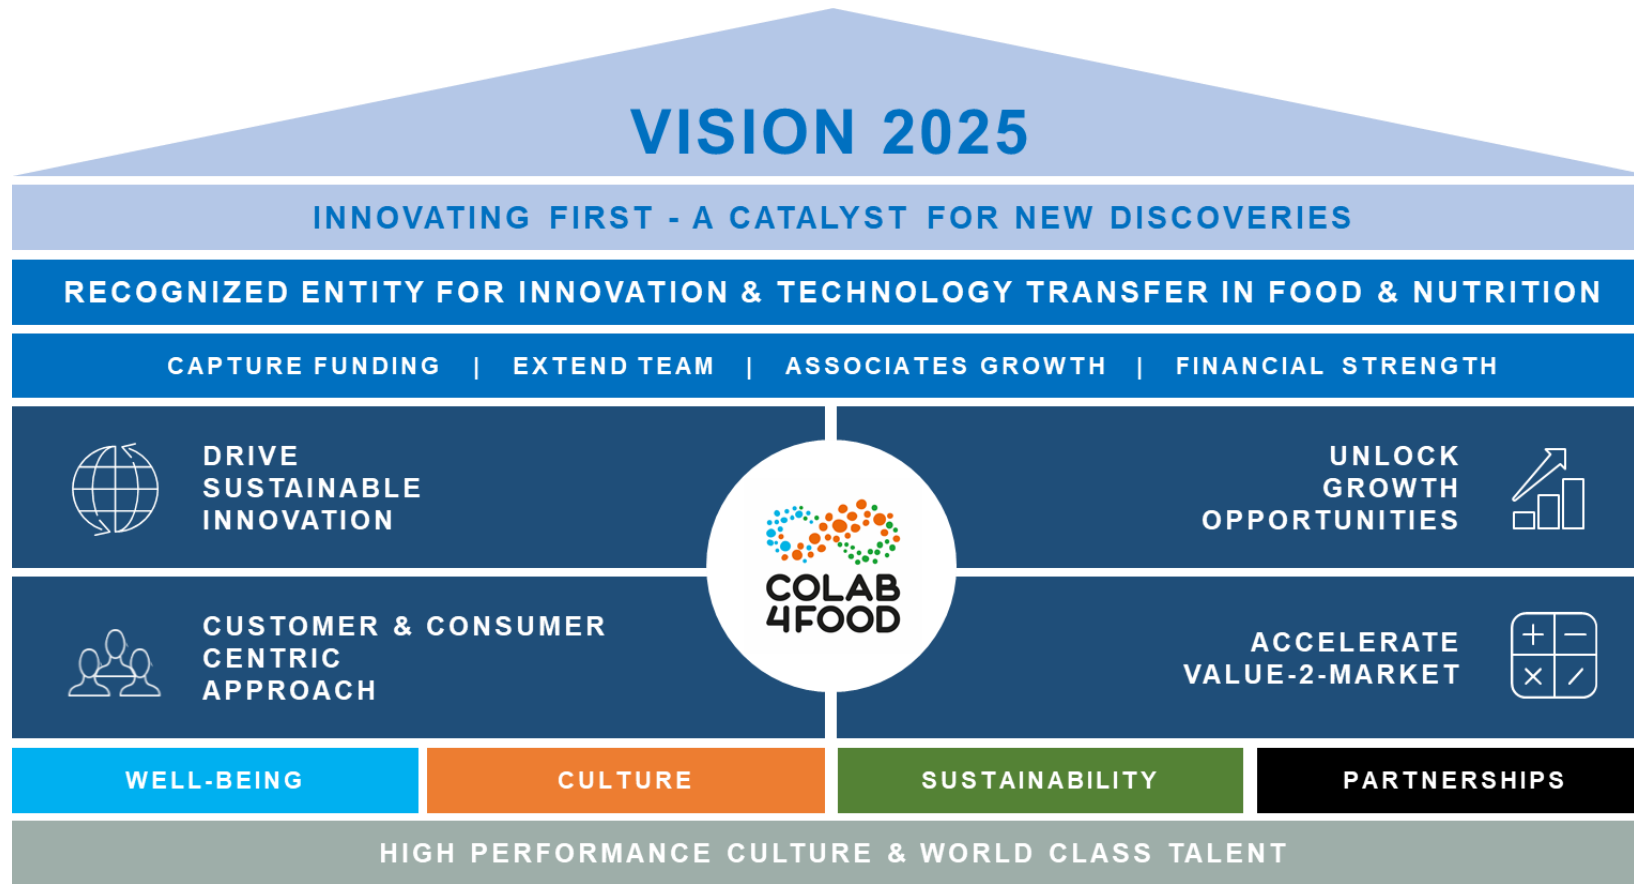 VISION 2025
INNOVATING FIRST - A CATALYST FOR NEW DISCOVERIES
RECOGNIZED ENTITY FOR INNOVATION & TECHNOLOGY TRANSFER IN FOOD & NUTRITION
CAPTURE FUNDING | EXTEND TEAM | ASSOCIATES GROWTH | FINANCIAL STRENGTH
DRIVE
SUSTAINABLE
INNOVATION
UNLOCK
GROWTH
OPPORTUNITIES
COLAB
4FOOD
CUSTOMER & CONSUMER
CENTRIC
APPROACH
ACCELERATE
VALUE-2-MARKET
WELL-BEING
CULTURE
SUSTAINABILITY
PARTNERSHIPS
HIGH PERFORMANCE CULTURE & WORLD CLASS TALENT